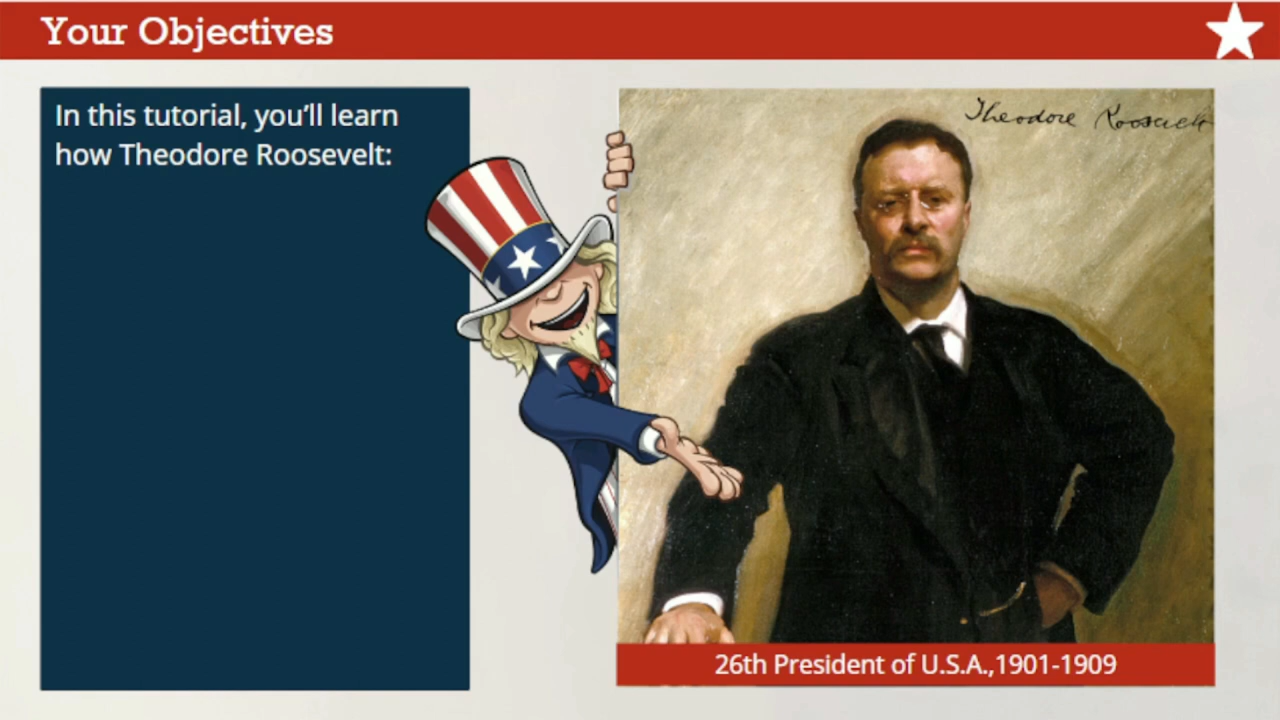 Your Objectives
In this tutorial, you’ll learn
how Theodore Roosevelt:
Theodore Roosevelt
26th President of U.S.A.,1901-1909